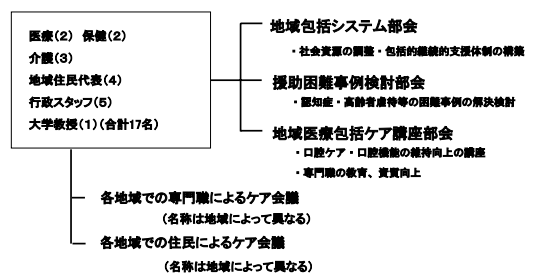 医療(2) 保健(2)
介護(3)
地域住民代表(4)
行政スタッフ(5)
大学教授(1)(合計17名)
地域包括システム部会
・社会資源の調整・包括的継続的支援体制の構築
援助困難事例検討部会
・認知症・高齢者虐待等の困難事例の解決検討
地域医療包括ケア講座部会
・口腔ケア・口腔機能の維持向上の講座
・専門職の教育、資質向上
各地域での専門職によるケア会議
(名称は地域によって異なる)
各地域での住民によるケア会議
(名称は地域によって異なる)